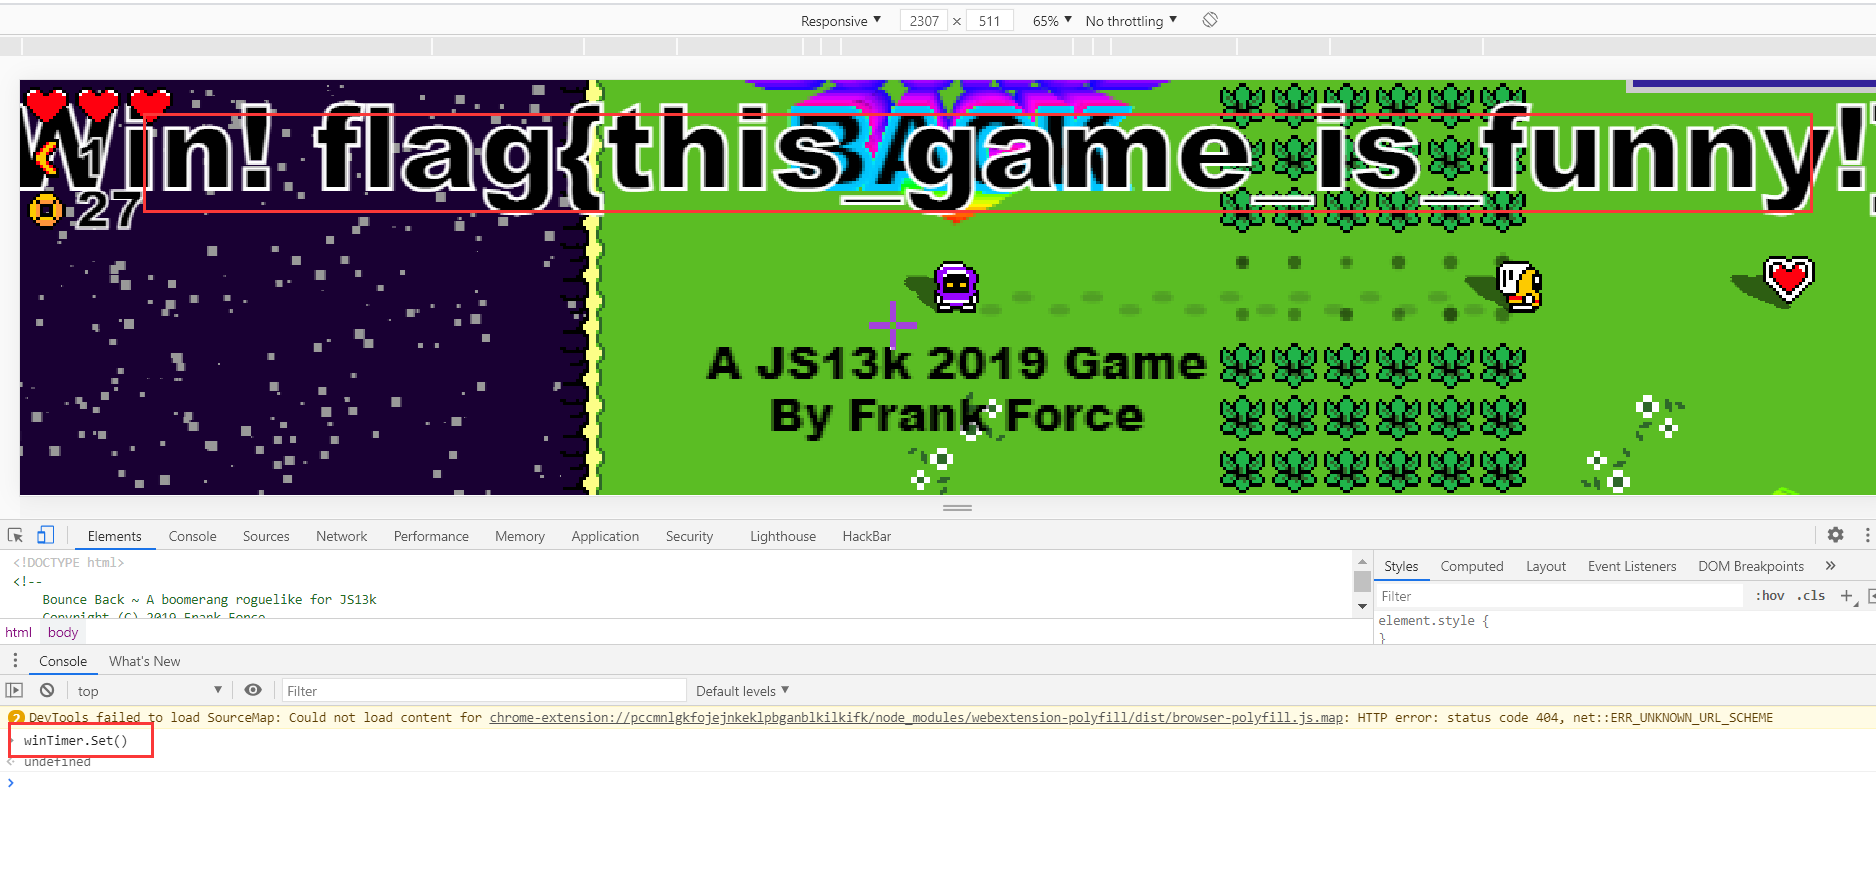 Responsive 2307 × 511 65% No throttling
Win! flag{this_game_is_funny!}
BACK
1
27
A JS13k 2019 Game
By Frank Force
Elements Console Sources Network Performance Memory Application Security Lighthouse HackBar
<!DOCTYPE html>
<!--
Bounce Back ~ A boomerang roguelike for JS13k
Copyright (C) 2019 Frank Force
html body
Styles Computed Layout Event Listeners DOM Breakpoints »
Filter :hov .cls +
element.style {
}
Console What's New
top Filter Default levels
2 DevTools failed to load SourceMap: Could not load content for chrome-extension://pccmnlgkfojejnkeklpbganblkilkifk/node_modules/webextension-polyfill/dist/browser-polyfill.js.map: HTTP error: status code 404, net::ERR_UNKNOWN_URL_SCHEME
> winTimer.Set()
undefined
>